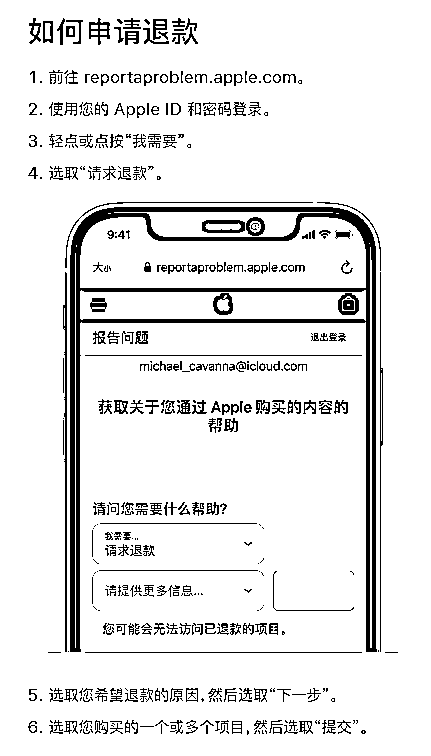 如何申请退款
1. 前往 reportaproblem.apple.com。
2. 使用您的 Apple ID 和密码登录。
3. 轻点或点按“我需要”。
4. 选取“请求退款”。
9:41
大小 reportaproblem.apple.com
报告问题 退出登录
michael_cavanna@icloud.com
获取关于您通过 Apple 购买的内容的
帮助
请问您需要什么帮助?
我需要...
请求退款
请提供更多信息...
您可能会无法访问已退款的项目。
5. 选取您希望退款的原因，然后选取“下一步”。
6. 选取您购买的一个或多个项目，然后选取“提交”。